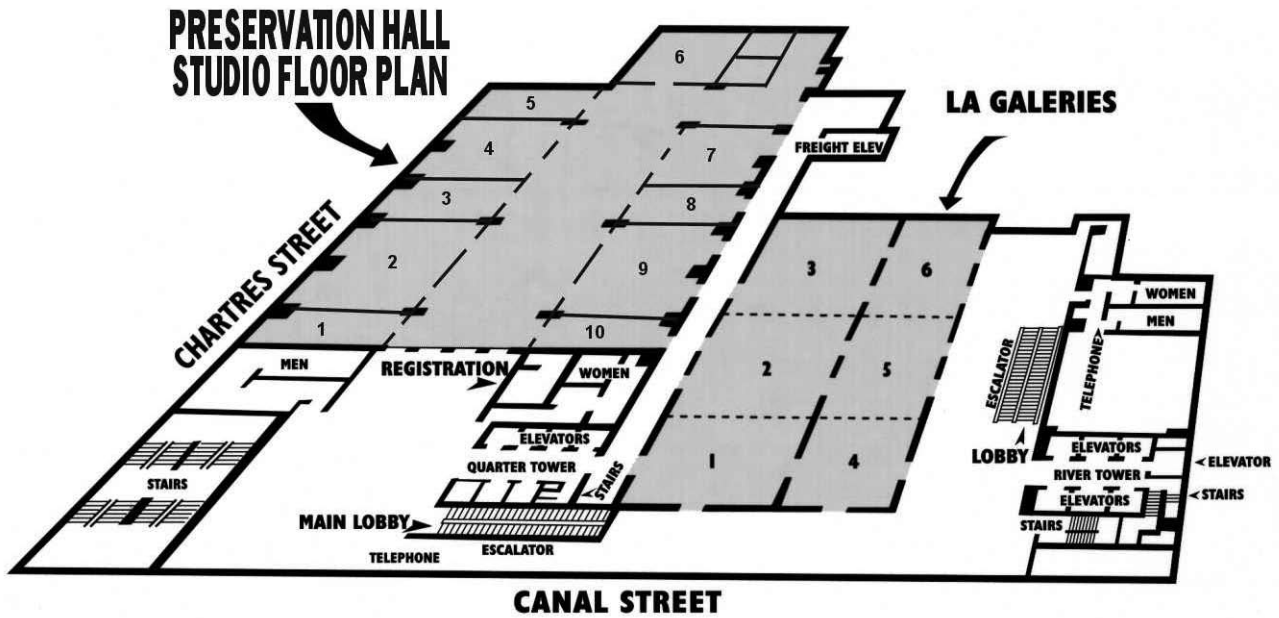 PRESERVATION HALL
STUDIO FLOOR PLAN
LA GALERIES
6
5
4
3
2
1
7
8
9
10
FREIGHT ELEV
CHARTRES STREET
3
6
2
5
1
4
MEN
REGISTRATION
WOMEN
ELEVATORS
QUARTER TOWER
STAIRS
STAIRS
MAIN LOBBY
ESCALATOR
TELEPHONE
WOMEN
MEN
ESCALATOR
TELEPHONE
LOBBY
ELEVATORS
RIVER TOWER
ELEVATOR
ELEVATORS
STAIRS
STAIRS
CANAL STREET